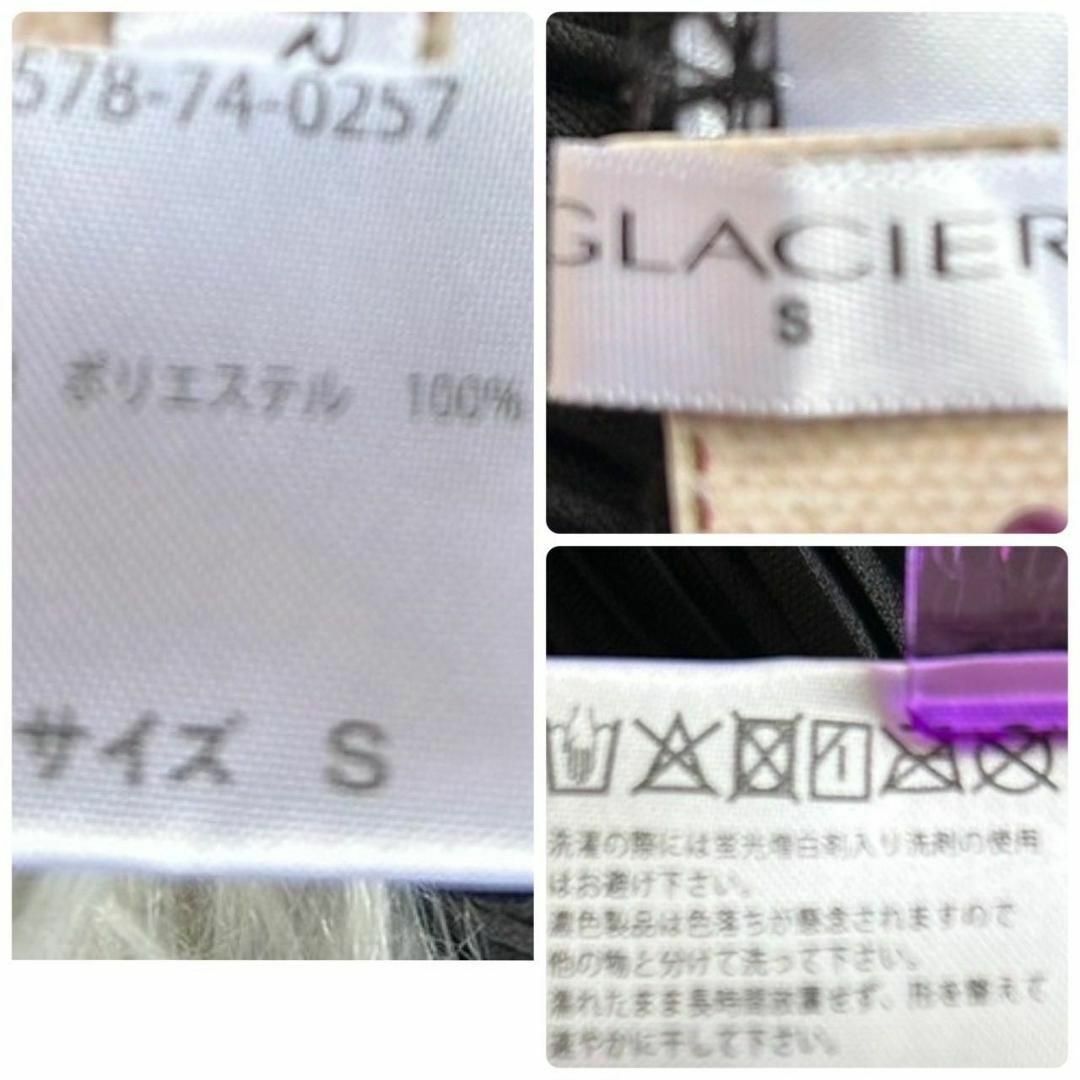 578-74-0257
ポリエステル 100%
サイズ S
GLACIER
S
洗濯の際には蛍光増白剤入り洗剤の使用
はお避け下さい。
濃色製品は色落ちが懸念されますので
他の物と分けて洗って下さい。
濡れたまま長時間放置せず、形を整えて
速やかに干して下さい。